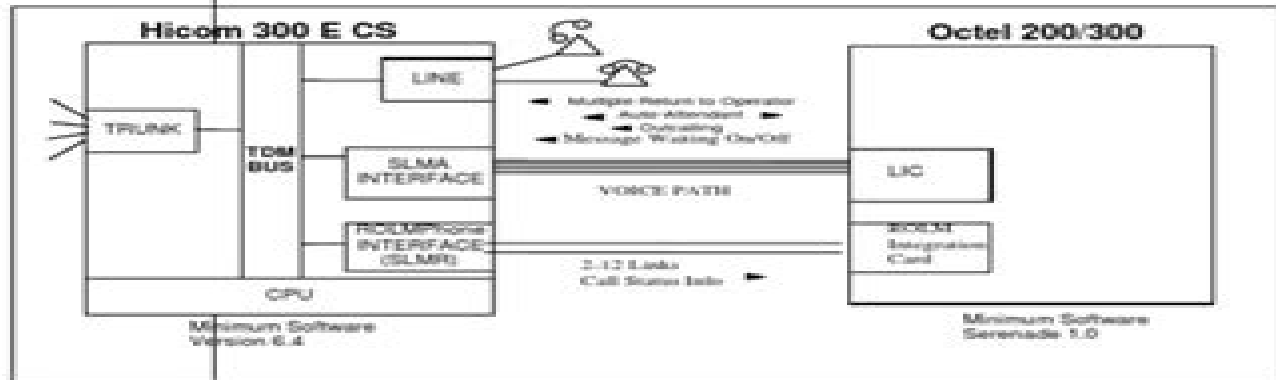 Hicom 300 E CS
Octel 200/300
LINE
TRUNK
TDM
BUS
Multiple Return to Operator
Auto Attendant
Outcalling
Message Waiting On/Off
SLMA
INTERFACE
VOICE PATH
LIC
ROLMPhone
INTERFACE
(SLMR)
ROLM
Integration
Card
2-12 Links
Call Status Info
CPU
Minimum Software
Version 6.4
Minimum Software
Serenade 1.0